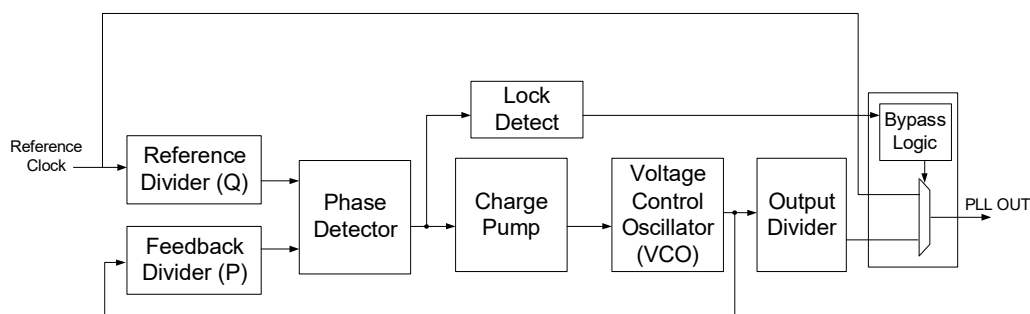 Reference
Clock
Reference
Divider (Q)
Feedback
Divider (P)
Phase
Detector
Lock
Detect
Charge
Pump
Voltage
Control
Oscillator
(VCO)
Output
Divider
Bypass
Logic
PLL OUT